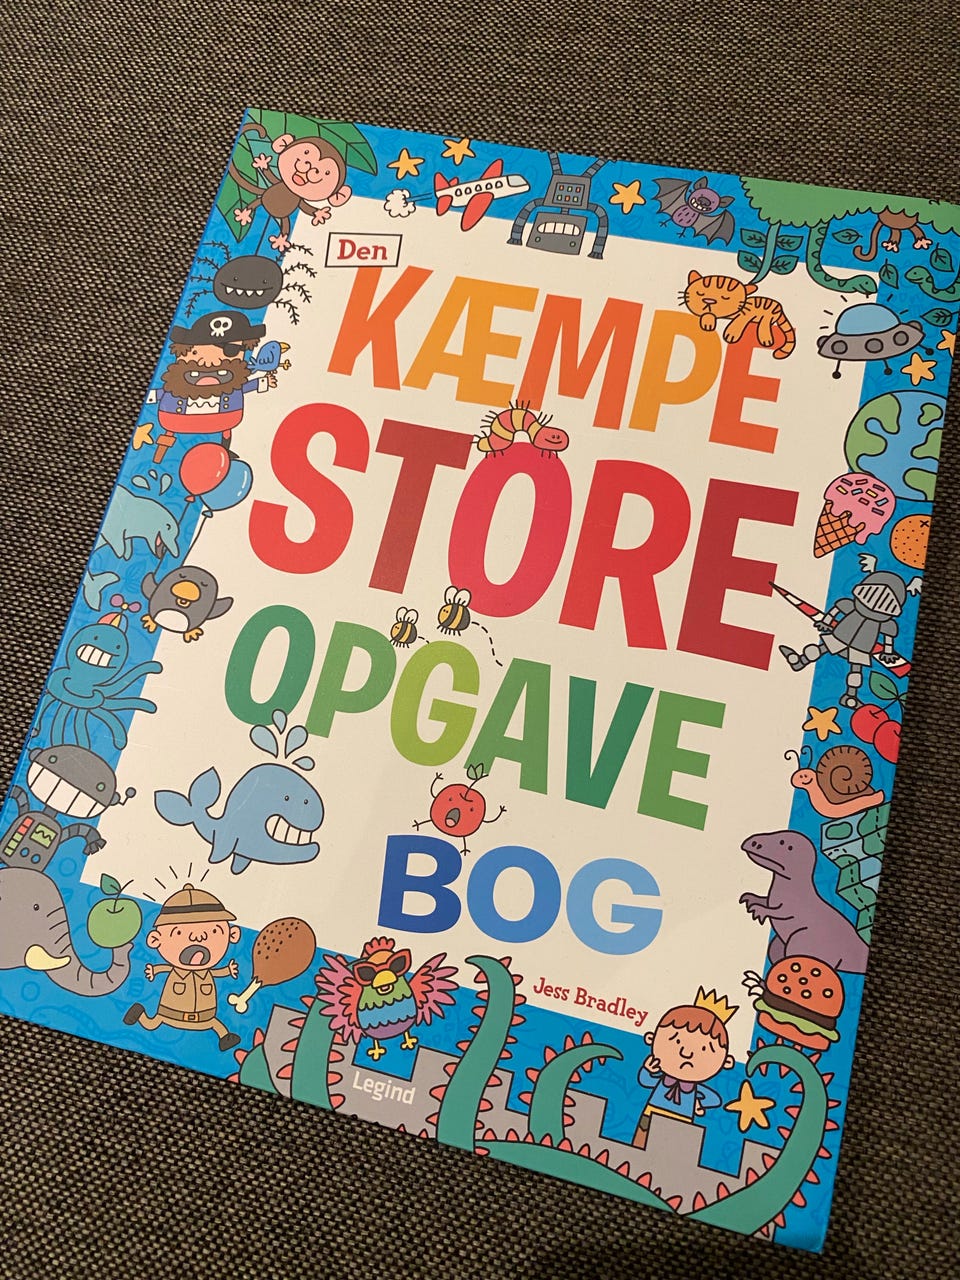 Den
KÆMPE
STORE
OPGAVE
BOG
Jess Bradley
Legind